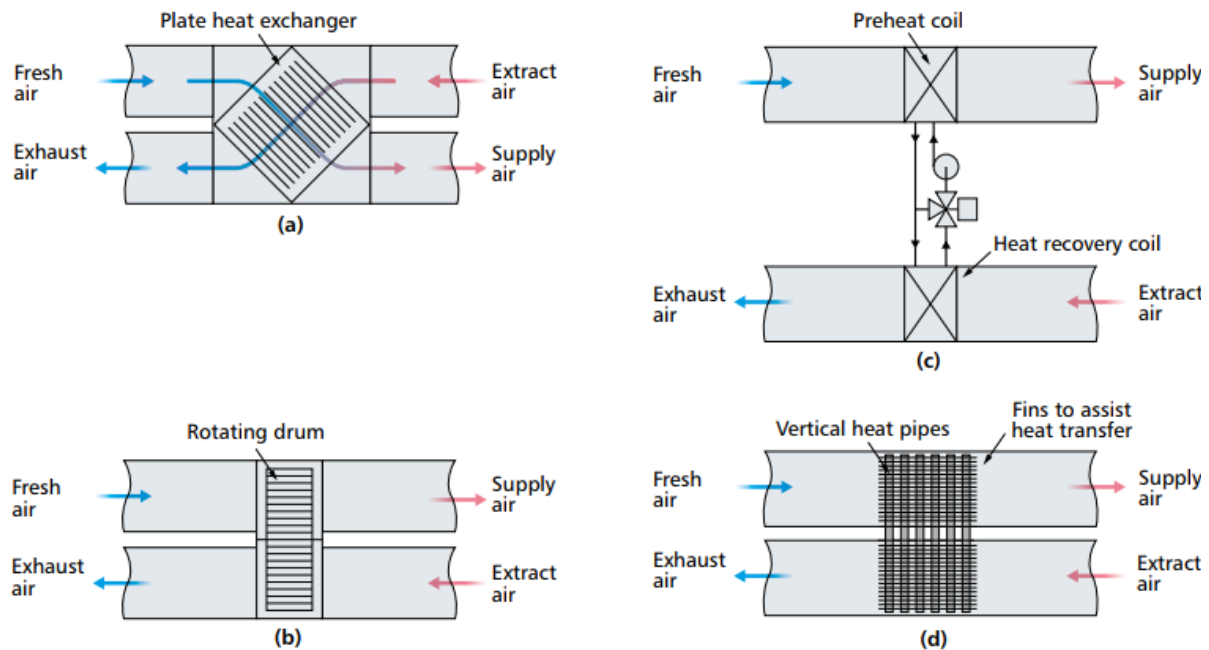 Plate heat exchanger
Fresh
air
Extract
air
Exhaust
air
Supply
air
(a)
Rotating drum
Fresh
air
Supply
air
Exhaust
air
Extract
air
(b)
Preheat coil
Fresh
air
Supply
air
Heat recovery coil
Exhaust
air
Extract
air
(c)
Vertical heat pipes
Fins to assist
heat transfer
Fresh
air
Supply
air
Exhaust
air
Extract
air
(d)